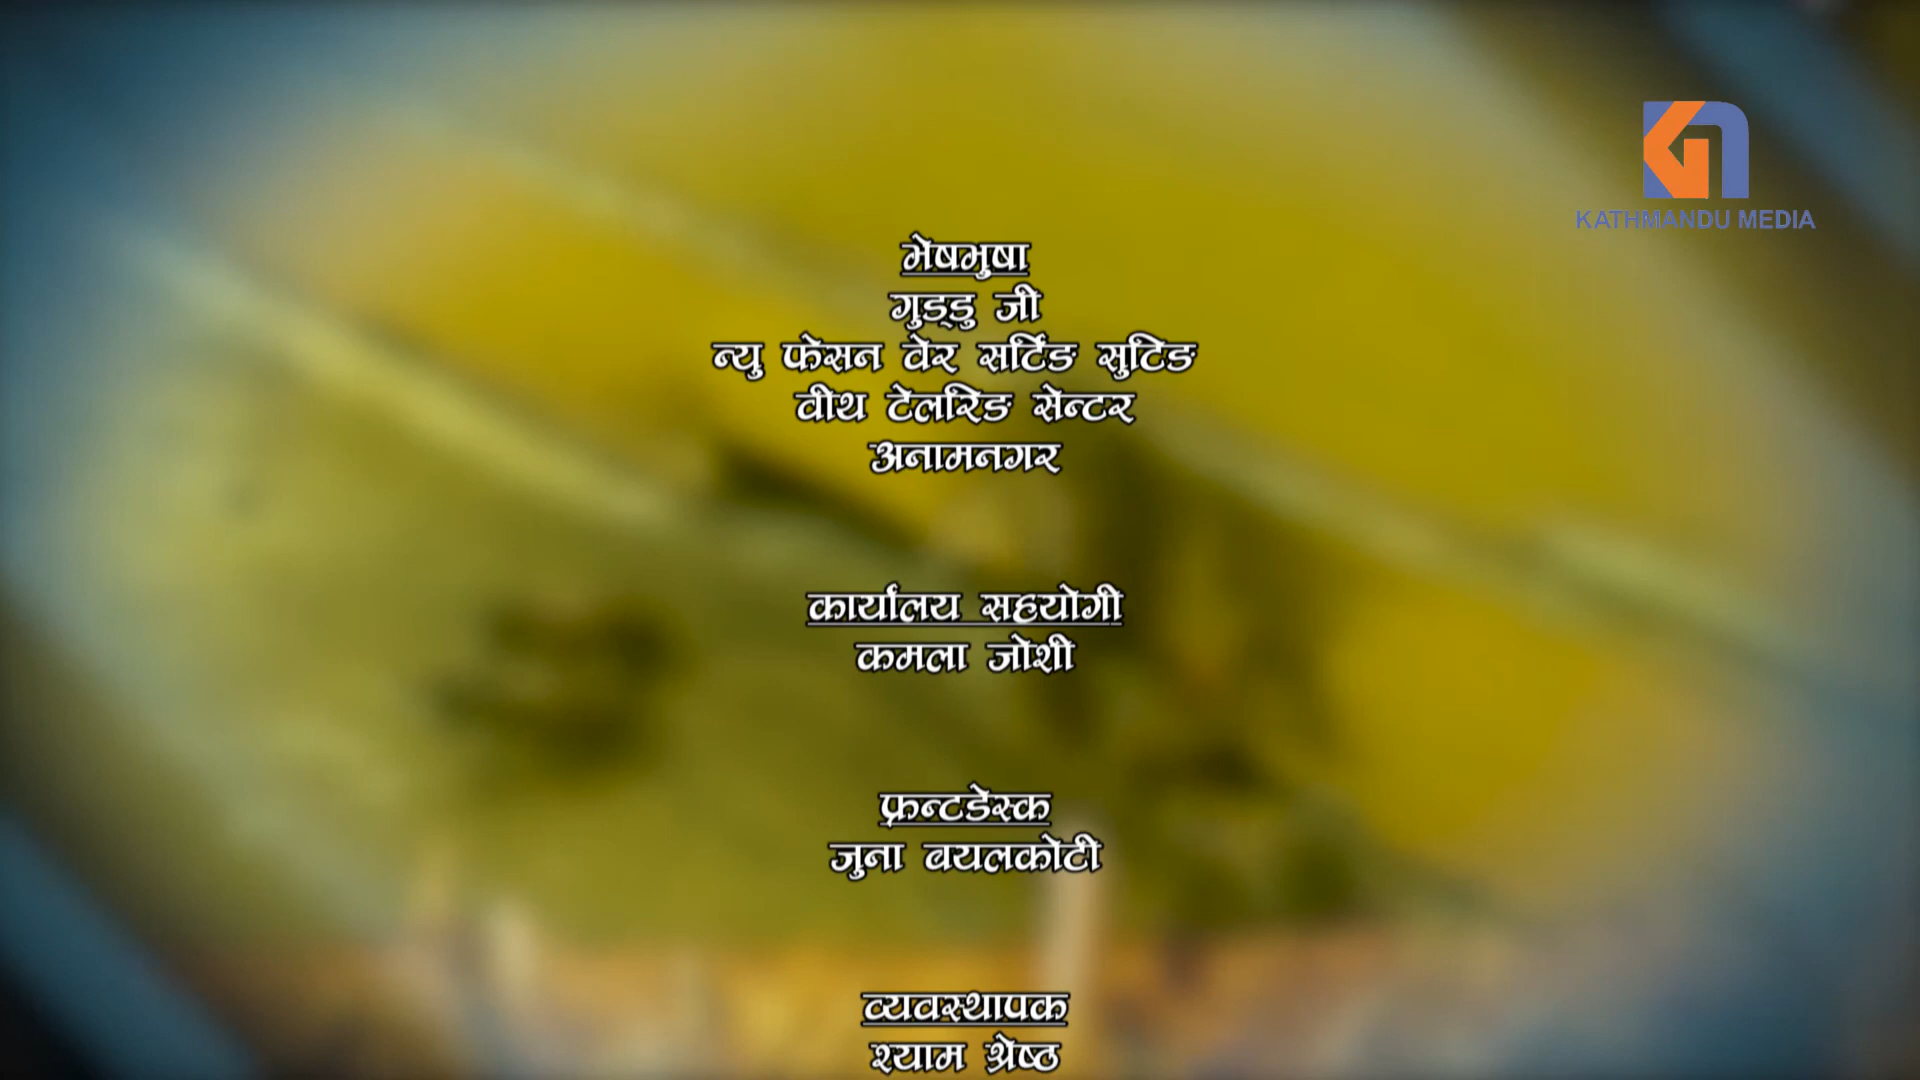 KATHMANDU MEDIA
भेषभुषा
गुड्डु जी
न्यु फेसन वेर सर्टिङ सुटिङ
वीथ टेलरिङ सेन्टर
अनामनगर
कार्यालय सहयोगी
कमला जोशी
फ्रन्टडेस्क
जुना वयलकोटी
व्यवस्थापक
श्याम श्रेष्ठ